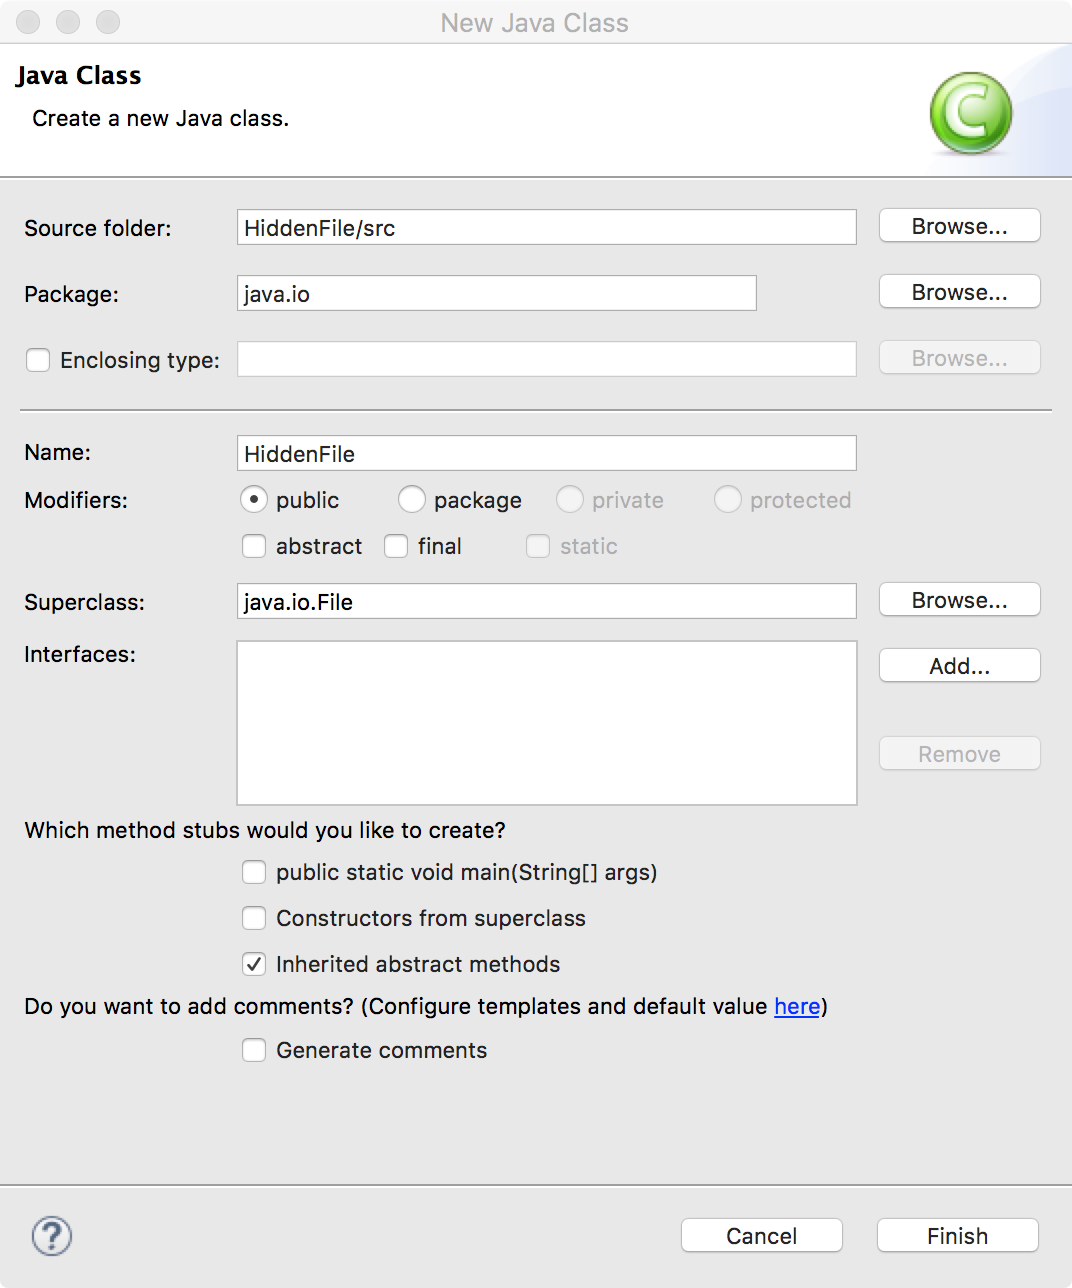 New Java Class
Java Class
Create a new Java class.
C
Source folder: HiddenFile/src Browse...
Package: java.io Browse...
Enclosing type: Browse...
Name: HiddenFile
Modifiers: public package private protected
abstract final static
Superclass: java.io.File Browse...
Interfaces: Add...
Remove
Which method stubs would you like to create?
public static void main(String[] args)
Constructors from superclass
Inherited abstract methods
Do you want to add comments? (Configure templates and default value here)
Generate comments
? Cancel Finish